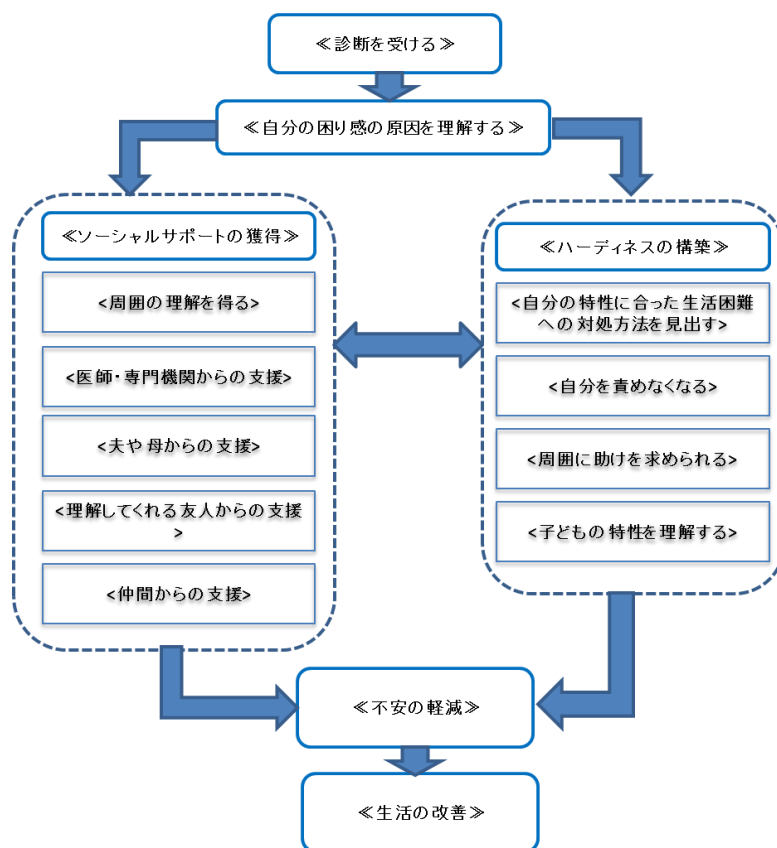 ≪診断を受ける≫
≪自分の困り感の原因を理解する≫
≪ソーシャルサポートの獲得≫
<周囲の理解を得る>
<医師・専門機関からの支援>
<夫や母からの支援>
<理解してくれる友人からの支援
>
<仲間からの支援>
≪ハーディネスの構築≫
<自分の特性に合った生活困難
への対処方法を見出す>
<自分を責めなくなる>
<周囲に助けを求められる>
<子どもの特性を理解する>
≪不安の軽減≫
≪生活の改善≫